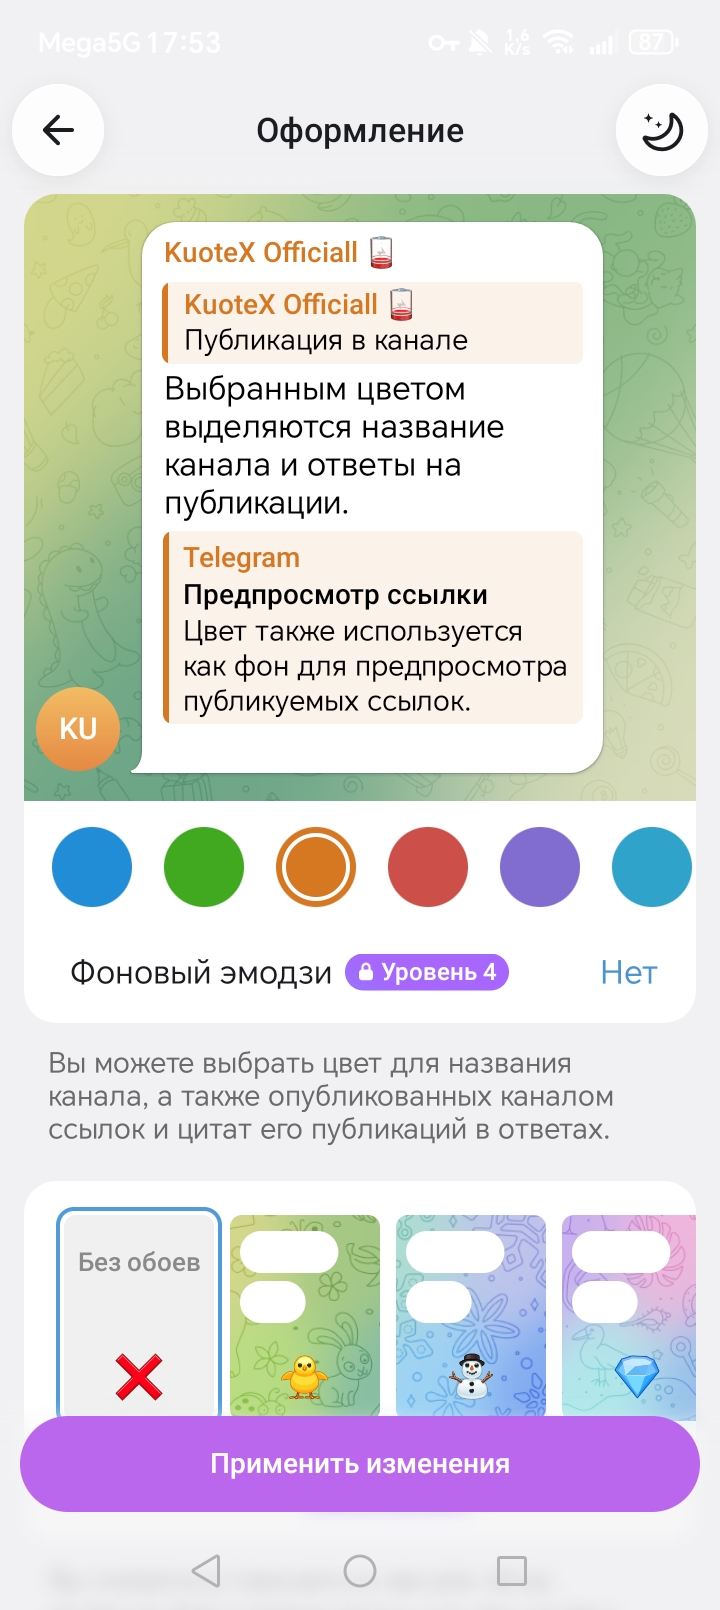 Mega5G 17:53
1,6
K/s
87
Оформление
KuoteX Officiall
KuoteX Officiall
Публикация в канале
Выбранным цветом
выделяются название
канала и ответы на
публикации.
Telegram
Предпросмотр ссылки
Цвет также используется
как фон для предпросмотра
публикуемых ссылок.
KU
Фоновый эмодзи Уровень 4 Нет
Вы можете выбрать цвет для названия
канала, а также опубликованных каналом
ссылок и цитат его публикаций в ответах.
Без обоев
Применить изменения